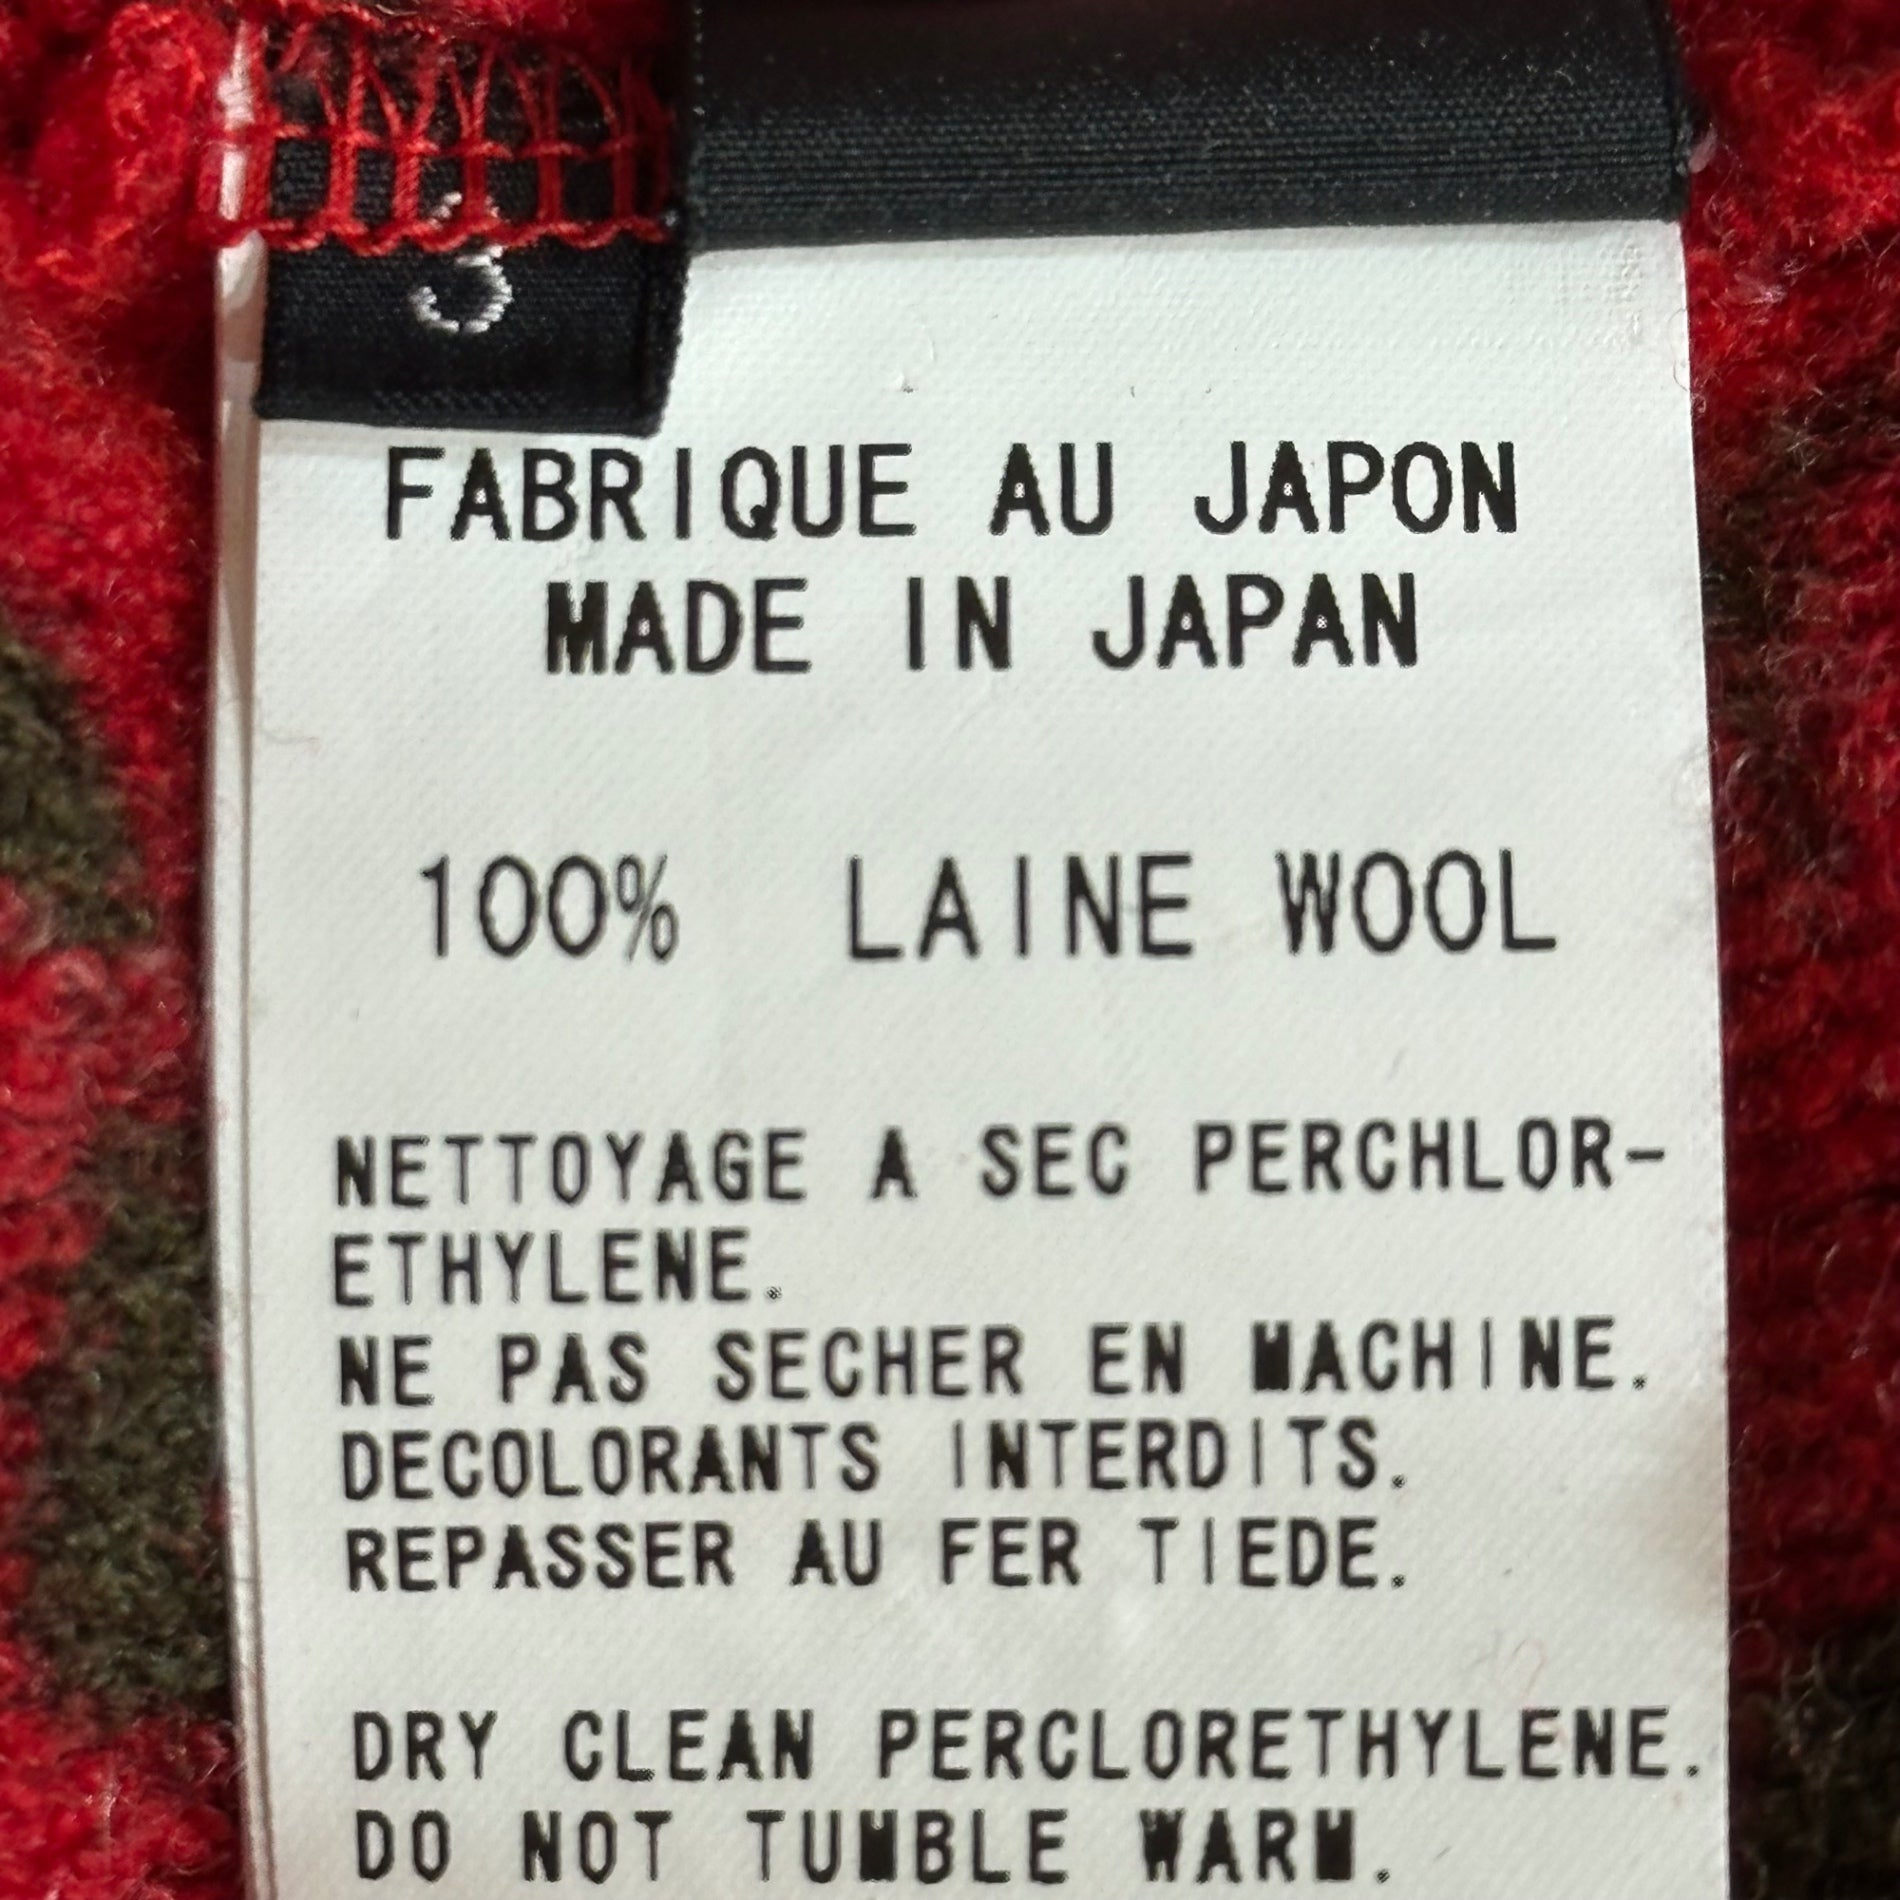 3
FABRIQUE AU JAPON
MADE IN JAPAN
100% LAINE WOOL
NETTOYAGE A SEC PERCHLOR-
ETHYLENE.
NE PAS SECHER EN MACHINE.
DECOLORANTS INTERDITS.
REPASSER AU FER TIEDE.
DRY CLEAN PERCLORETHYLENE.
DO NOT TUMBLE WARM.